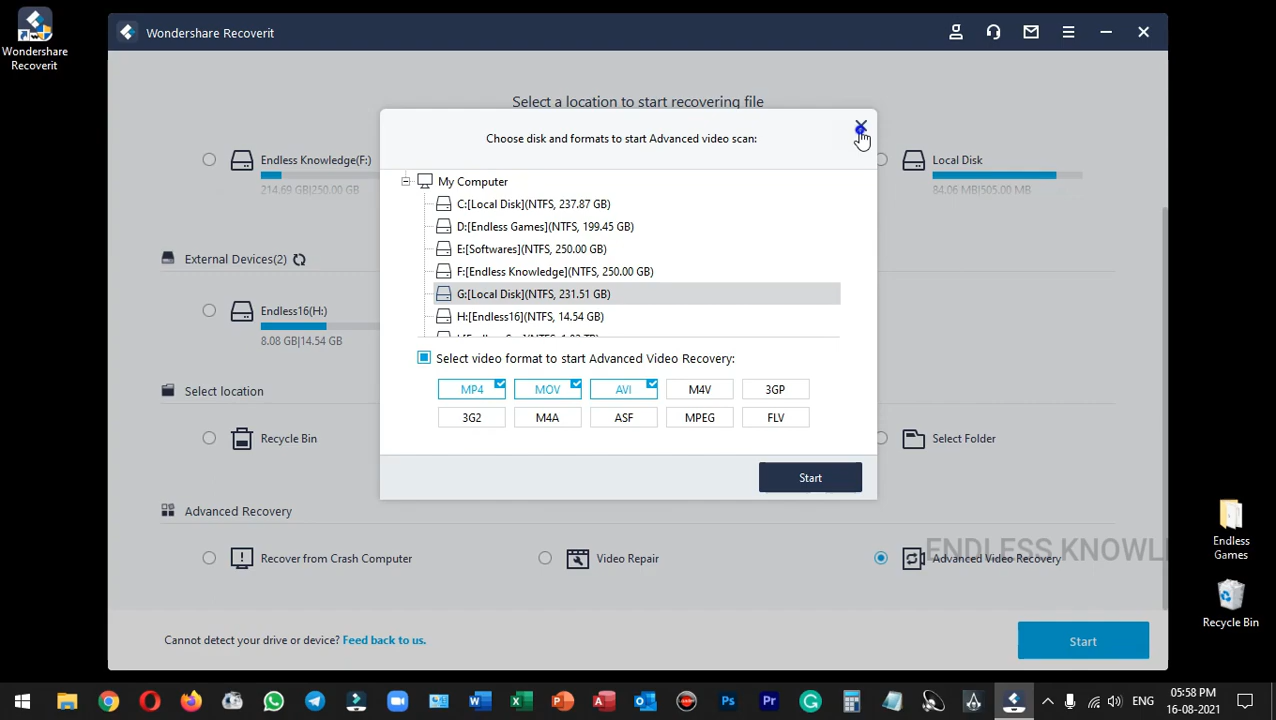 Wondershare
Recoverit
Wondershare Recoverit
Select a location to start recovering file
Endless Knowledge(F:)
214.69 GB|250.00 GB
Local Disk
84.06 MB|505.00 MB
External Devices(2)
Endless16(H:)
8.08 GB|14.54 GB
Select location
Recycle Bin
Select Folder
Advanced Recovery
Recover from Crash Computer
Video Repair
Advanced Video Recovery
ENDLESS KNOWL
Cannot detect your drive or device? Feed back to us.
Start
Choose disk and formats to start Advanced video scan:
My Computer
C:[Local Disk](NTFS, 237.87 GB)
D:[Endless Games](NTFS, 199.45 GB)
E:[Softwares](NTFS, 250.00 GB)
F:[Endless Knowledge](NTFS, 250.00 GB)
G:[Local Disk](NTFS, 231.51 GB)
H:[Endless16](NTFS, 14.54 GB)
Select video format to start Advanced Video Recovery:
MP4 MOV AVI M4V 3GP
3G2 M4A ASF MPEG FLV
Start
Endless
Games
Recycle Bin
ENG
05:58 PM
16-08-2021